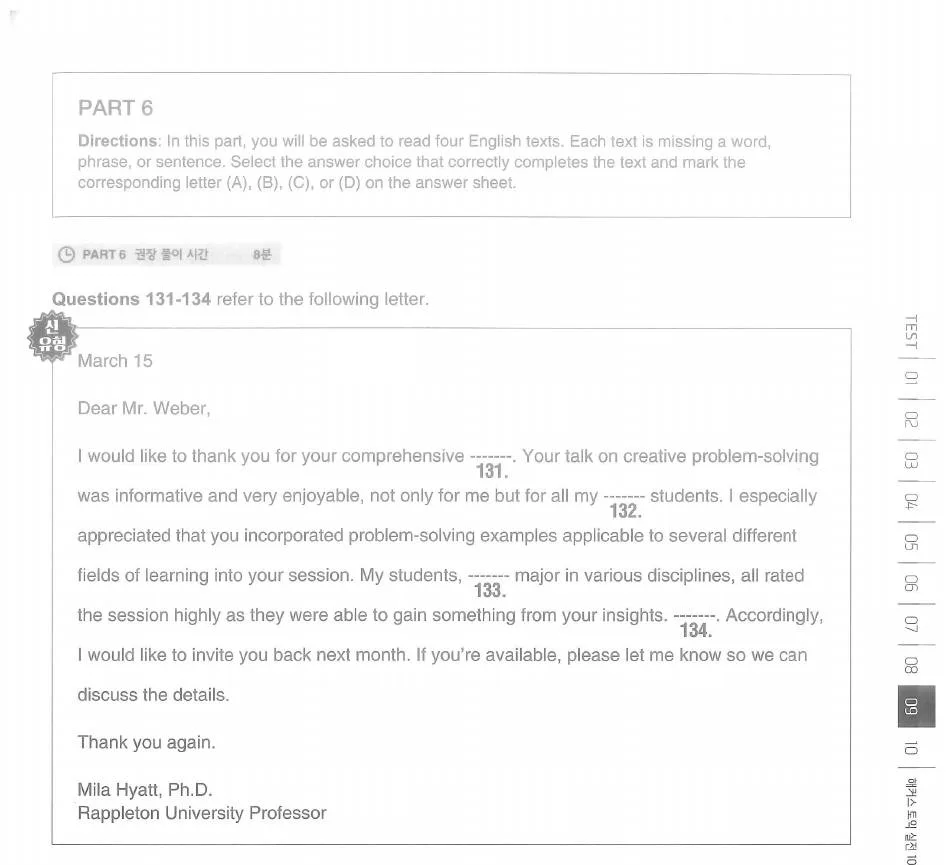 PART 6
Directions: In this part, you will be asked to read four English texts. Each text is missing a word,
phrase, or sentence. Select the answer choice that correctly completes the text and mark the
corresponding letter (A), (B), (C), or (D) on the answer sheet.
PART 6 권장 풀이 시간 8분
Questions 131-134 refer to the following letter.
신
유형
March 15
Dear Mr. Weber,
I would like to thank you for your comprehensive -------. Your talk on creative problem-solving
131.
was informative and very enjoyable, not only for me but for all my ------- students. I especially
132.
appreciated that you incorporated problem-solving examples applicable to several different
fields of learning into your session. My students, ------- major in various disciplines, all rated
133.
the session highly as they were able to gain something from your insights. -------. Accordingly,
134.
I would like to invite you back next month. If you're available, please let me know so we can
discuss the details.
Thank you again.
Mila Hyatt, Ph.D.
Rappleton University Professor
TEST
01
02
03
04
05
06
07
08
09
10
해커스 토익 실전 10